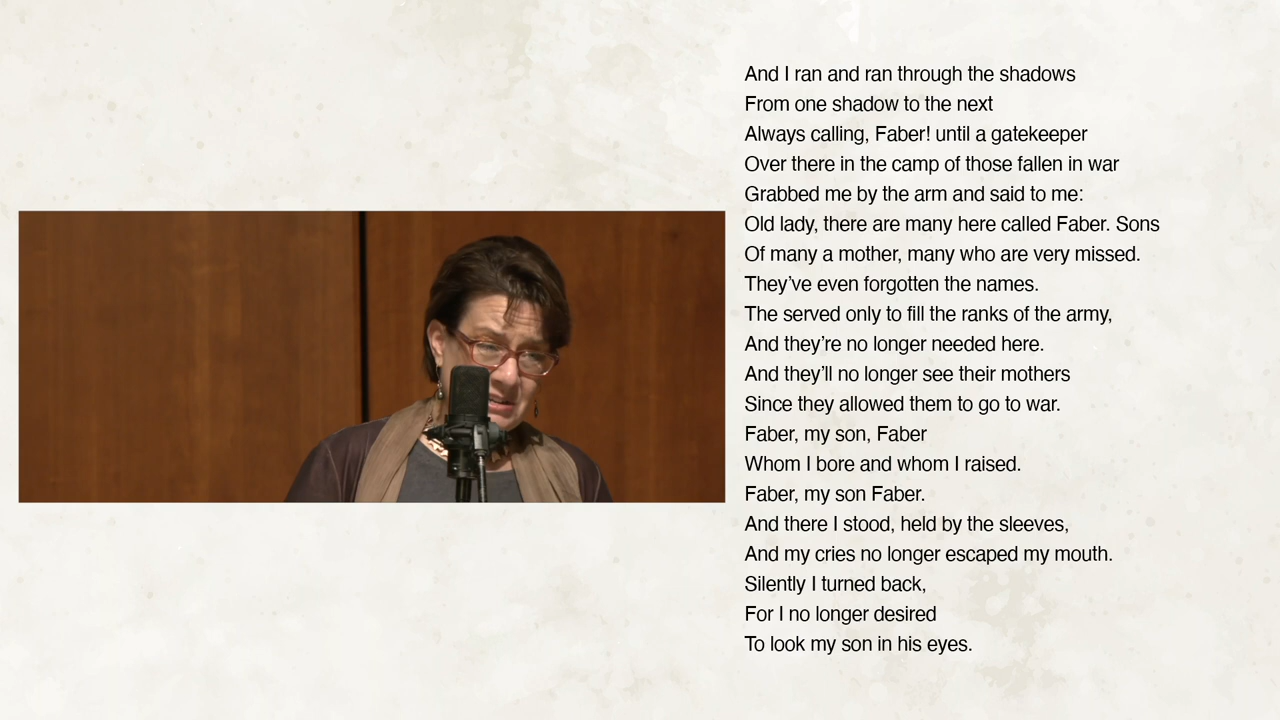 And I ran and ran through the shadows
From one shadow to the next
Always calling, Faber! until a gatekeeper
Over there in the camp of those fallen in war
Grabbed me by the arm and said to me:
Old lady, there are many here called Faber. Sons
Of many a mother, many who are very missed.
They've even forgotten the names.
The served only to fill the ranks of the army,
And they're no longer needed here.
And they'll no longer see their mothers
Since they allowed them to go to war.
Faber, my son, Faber
Whom I bore and whom I raised.
Faber, my son Faber.
And there I stood, held by the sleeves,
And my cries no longer escaped my mouth.
Silently I turned back,
For I no longer desired
To look my son in his eyes.